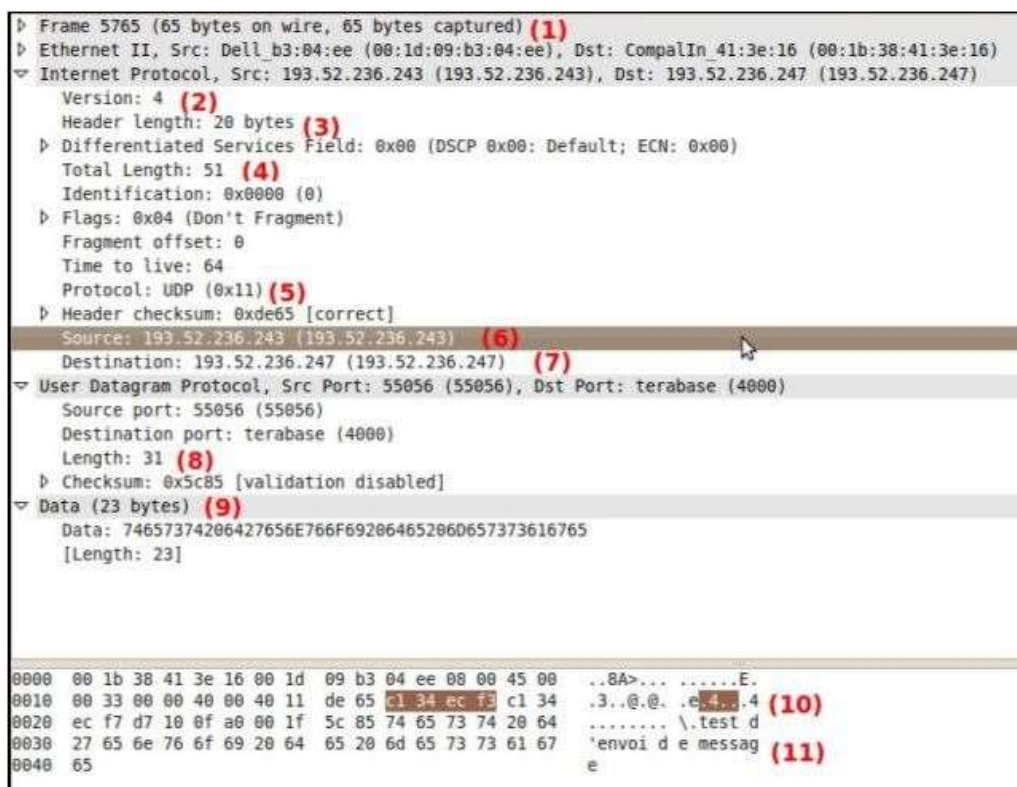 ▷ Frame 5765 (65 bytes on wire, 65 bytes captured) (1)
▷ Ethernet II, Src: Dell_b3:04:ee (00:1d:09:b3:04:ee), Dst: CompalIn_41:3e:16 (00:1b:38:41:3e:16)
▽ Internet Protocol, Src: 193.52.236.243 (193.52.236.243), Dst: 193.52.236.247 (193.52.236.247)
Version: 4 (2)
Header length: 20 bytes (3)
▷ Differentiated Services Field: 0x00 (DSCP 0x00: Default; ECN: 0x00)
Total Length: 51 (4)
Identification: 0x0000 (0)
▷ Flags: 0x04 (Don't Fragment)
Fragment offset: 0
Time to live: 64
Protocol: UDP (0x11) (5)
▷ Header checksum: 0xde65 [correct]
Source: 193.52.236.243 (193.52.236.243) (6)
Destination: 193.52.236.247 (193.52.236.247) (7)
▽ User Datagram Protocol, Src Port: 55056 (55056), Dst Port: terabase (4000)
Source port: 55056 (55056)
Destination port: terabase (4000)
Length: 31 (8)
▷ Checksum: 0x5c85 [validation disabled]
▽ Data (23 bytes) (9)
Data: 74657374206427656E766F69206465206D657373616765
[Length: 23]
0000 00 1b 38 41 3e 16 00 1d 09 b3 04 ee 08 00 45 00 ..8A>... ......E.
0010 00 33 00 00 40 00 40 11 de 65 c1 34 ec f3 c1 34 .3..@.@. .e.4...4 (10)
0020 ec f7 d7 10 0f a0 00 1f 5c 85 74 65 73 74 20 64 ........ \.test d
0030 27 65 6e 76 6f 69 20 64 65 20 6d 65 73 73 61 67 'envoi d e messag (11)
0040 65 e